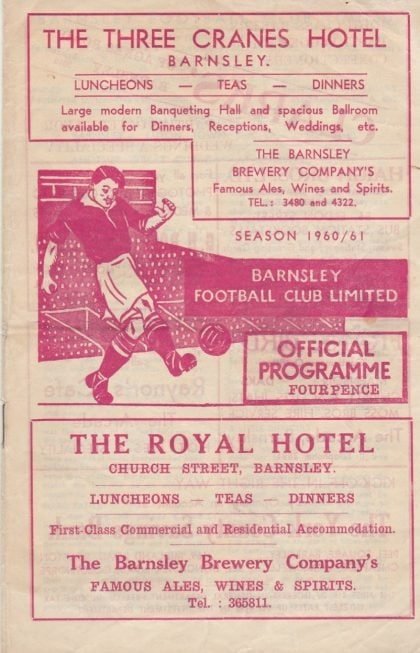 THE THREE CRANES HOTEL
BARNSLEY.
LUNCHEONS — TEAS — DINNERS
Large modern Banqueting Hall and spacious Ballroom
available for Dinners, Receptions, Weddings, etc.
THE BARNSLEY
BREWERY COMPANY'S
Famous Ales, Wines and Spirits.
TEL.: 3480 and 4322.
SEASON 1960/61
BARNSLEY
FOOTBALL CLUB LIMITED
OFFICIAL
PROGRAMME
FOURPENCE
THE ROYAL HOTEL
CHURCH STREET, BARNSLEY.
LUNCHEONS — TEAS — DINNERS
First-Class Commercial and Residential Accommodation.
The Barnsley Brewery Company's
FAMOUS ALES, WINES & SPIRITS.
Tel. : 365811.